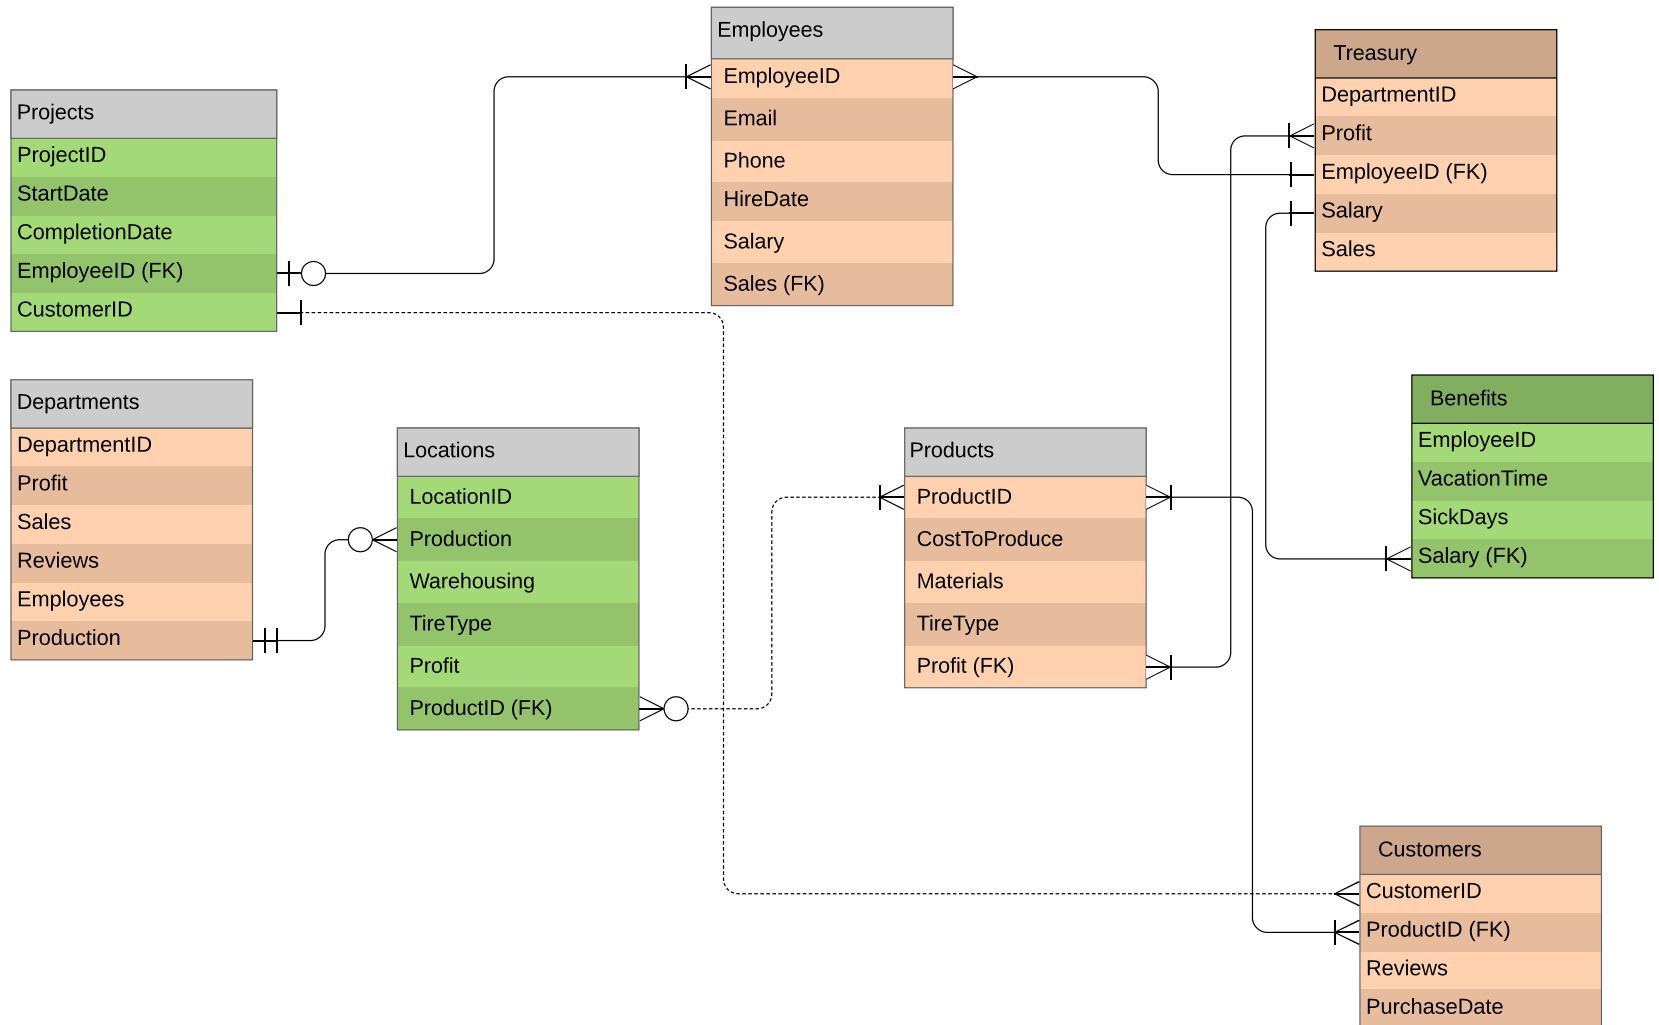 Projects
ProjectID
StartDate
CompletionDate
EmployeeID (FK)
CustomerID
Employees
EmployeeID
Email
Phone
HireDate
Salary
Sales (FK)
Treasury
DepartmentID
Profit
EmployeeID (FK)
Salary
Sales
Departments
DepartmentID
Profit
Sales
Reviews
Employees
Production
Locations
LocationID
Production
Warehousing
TireType
Profit
ProductID (FK)
Products
ProductID
CostToProduce
Materials
TireType
Profit (FK)
Benefits
EmployeeID
VacationTime
SickDays
Salary (FK)
Customers
CustomerID
ProductID (FK)
Reviews
PurchaseDate